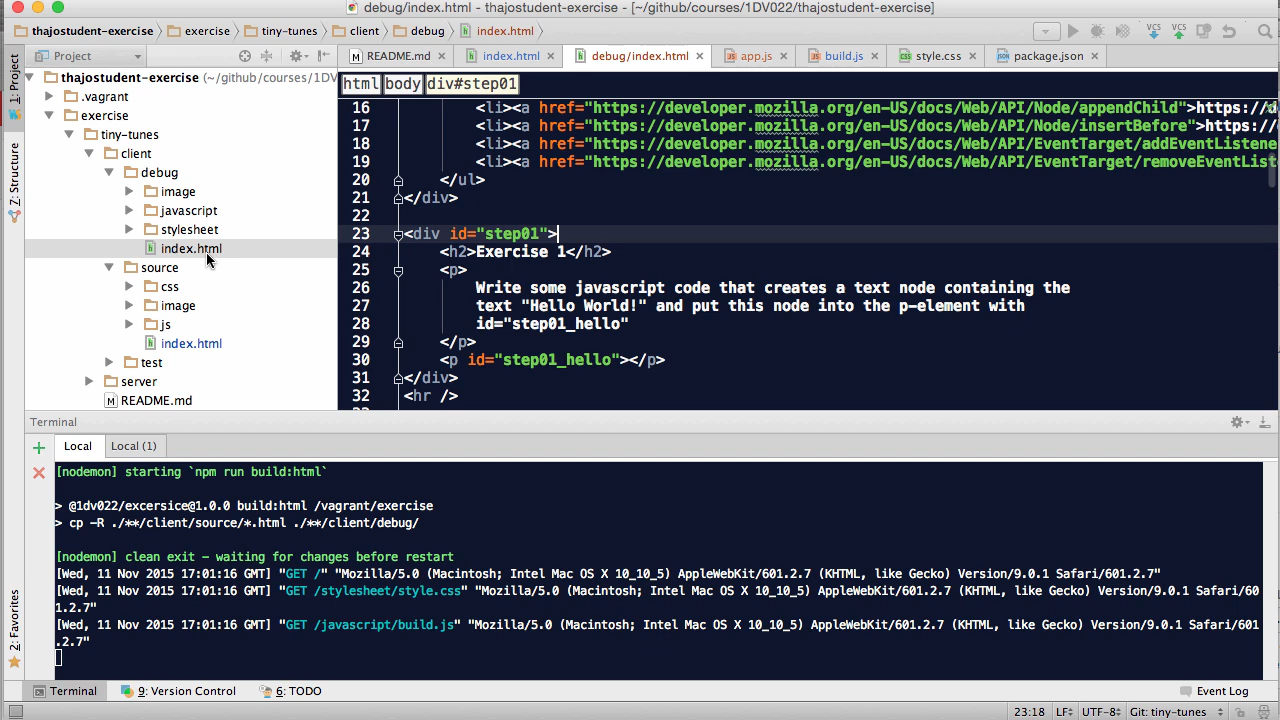 debug/index.html - thajostudent-exercise - [~/github/courses/1DV022/thajostudent-exercise]
thajostudent-exercise exercise tiny-tunes client debug index.html
Project
README.md index.html debug/index.html app.js build.js style.css package.json
1: Project
Z: Structure
2: Favorites
thajostudent-exercise (~/github/courses/1DV
.vagrant
exercise
tiny-tunes
client
debug
image
javascript
stylesheet
index.html
source
css
image
js
index.html
test
server
README.md
html body div#step01
16 <li><a href="https://developer.mozilla.org/en-US/docs/Web/API/Node/appendChild">https://d
17 <li><a href="https://developer.mozilla.org/en-US/docs/Web/API/Node/insertBefore">https://
18 <li><a href="https://developer.mozilla.org/en-US/docs/Web/API/EventTarget/addEventListene
19 <li><a href="https://developer.mozilla.org/en-US/docs/Web/API/EventTarget/removeEventListe
20 </ul>
21 </div>
22
23 <div id="step01">
24 <h2>Exercise 1</h2>
25 <p>
26 Write some javascript code that creates a text node containing the
27 text "Hello World!" and put this node into the p-element with
28 id="step01_hello"
29 </p>
30 <p id="step01_hello"></p>
31 </div>
32 <hr />
Terminal
Local Local (1)
[nodemon] starting `npm run build:html`
> @1dv022/excersice@1.0.0 build:html /vagrant/exercise
> cp -R ./**/client/source/*.html ./**/client/debug/
[nodemon] clean exit - waiting for changes before restart
[Wed, 11 Nov 2015 17:01:16 GMT] "GET /" "Mozilla/5.0 (Macintosh; Intel Mac OS X 10_10_5) AppleWebKit/601.2.7 (KHTML, like Gecko) Version/9.0.1 Safari/601.2.7"
[Wed, 11 Nov 2015 17:01:16 GMT] "GET /stylesheet/style.css" "Mozilla/5.0 (Macintosh; Intel Mac OS X 10_10_5) AppleWebKit/601.2.7 (KHTML, like Gecko) Version/9.0.1 Safari/60
1.2.7"
[Wed, 11 Nov 2015 17:01:16 GMT] "GET /javascript/build.js" "Mozilla/5.0 (Macintosh; Intel Mac OS X 10_10_5) AppleWebKit/601.2.7 (KHTML, like Gecko) Version/9.0.1 Safari/601
.2.7"
Terminal 9: Version Control 6: TODO Event Log
23:18 LF UTF-8 Git: tiny-tunes